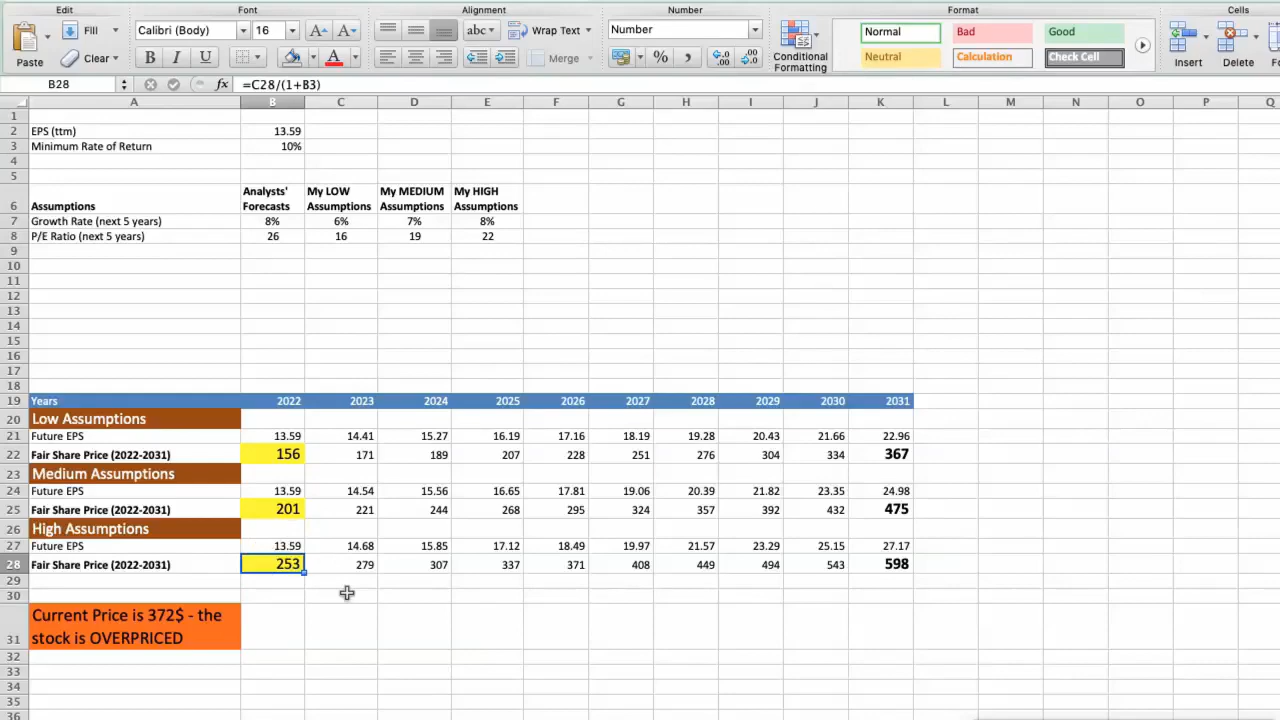 Edit Font Alignment Number Format Cells
Fill Calibri (Body) 16 A A abc Wrap Text Number Normal Bad Good
Paste Clear B I U A Merge % , .0 .00 .00 .0 Conditional Formatting Neutral Calculation Check Cell Insert Delete
B28 fx =C28/(1+B3)
A B C D E F G H I J K L M N O P Q
1
2 EPS (ttm) 13.59
3 Minimum Rate of Return 10%
4
5
6 Assumptions Analysts' Forecasts My LOW Assumptions My MEDIUM Assumptions My HIGH Assumptions
7 Growth Rate (next 5 years) 8% 6% 7% 8%
8 P/E Ratio (next 5 years) 26 16 19 22
9
10
11
12
13
14
15
16
17
18
19 Years 2022 2023 2024 2025 2026 2027 2028 2029 2030 2031
20 Low Assumptions
21 Future EPS 13.59 14.41 15.27 16.19 17.16 18.19 19.28 20.43 21.66 22.96
22 Fair Share Price (2022-2031) 156 171 189 207 228 251 276 304 334 367
23 Medium Assumptions
24 Future EPS 13.59 14.54 15.56 16.65 17.81 19.06 20.39 21.82 23.35 24.98
25 Fair Share Price (2022-2031) 201 221 244 268 295 324 357 392 432 475
26 High Assumptions
27 Future EPS 13.59 14.68 15.85 17.12 18.49 19.97 21.57 23.29 25.15 27.17
28 Fair Share Price (2022-2031) 253 279 307 337 371 408 449 494 543 598
29
30
31 Current Price is 372$ - the
stock is OVERPRICED
32
33
34
35
36